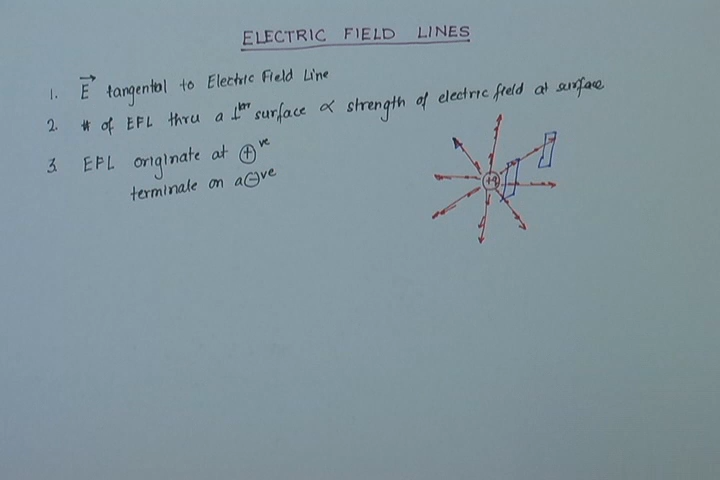 ELECTRIC FIELD LINES
1. E⃗ tangental to Electric Field Line
2. # of EFL thru a ⊥ar surface ∝ strength of electric field at surface
3 EFL originate at ⊕ve
terminale on a ⊖ve
+q